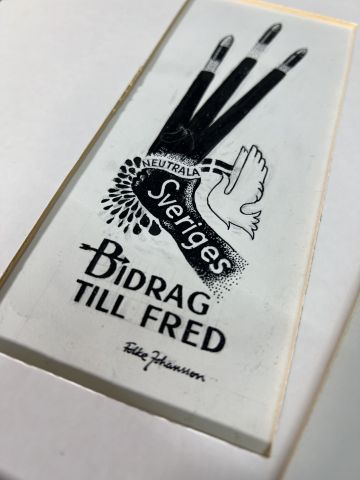 NEUTRALA
Sveriges
BIDRAG
TILL FRED
Folke Johansson